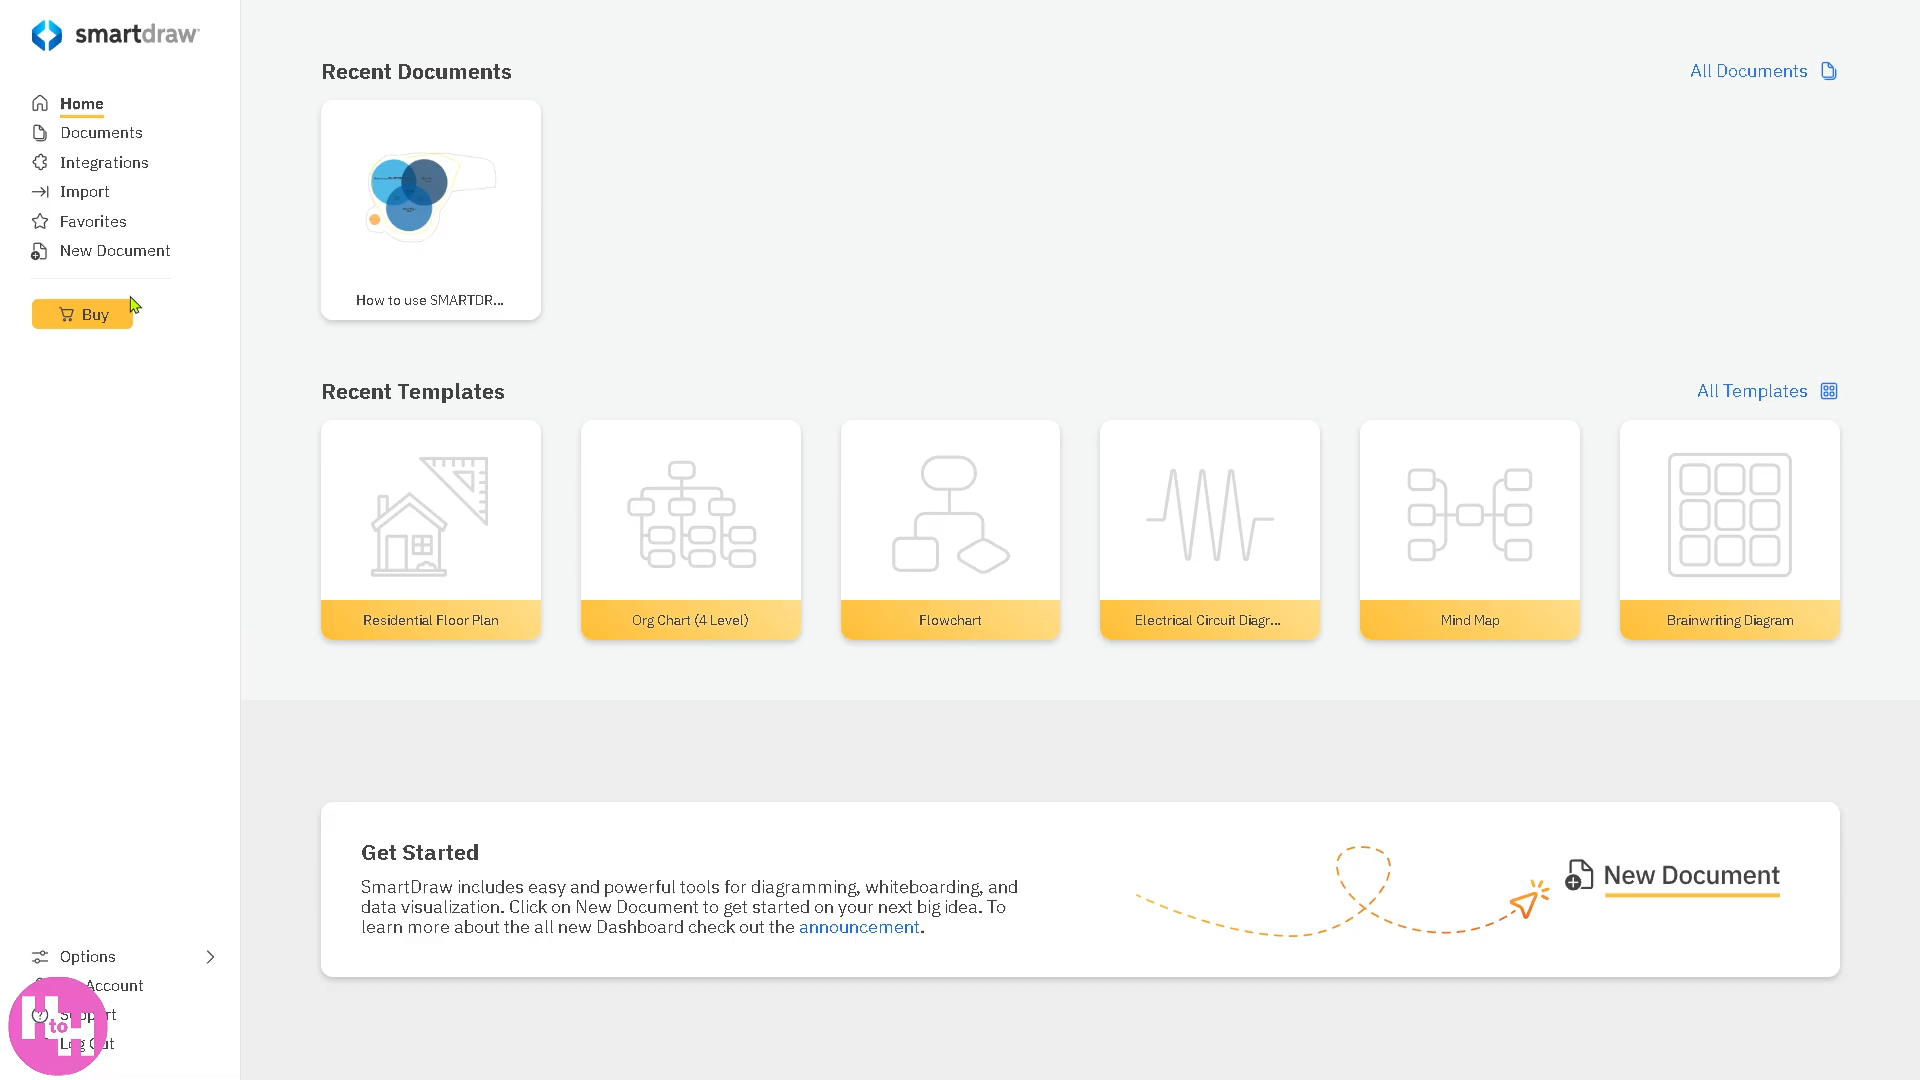 smartdraw
Home
Documents
Integrations
Import
Favorites
New Document
Buy
Recent Documents
All Documents
How to use SMARTDR...
Recent Templates
All Templates
Residential Floor Plan
Org Chart (4 Level)
Flowchart
Electrical Circuit Diagr...
Mind Map
Brainwriting Diagram
Get Started
SmartDraw includes easy and powerful tools for diagramming, whiteboarding, and
data visualization. Click on New Document to get started on your next big idea. To
learn more about the all new Dashboard check out the announcement.
New Document
Options
Account
Support
Log Out
H
to
H